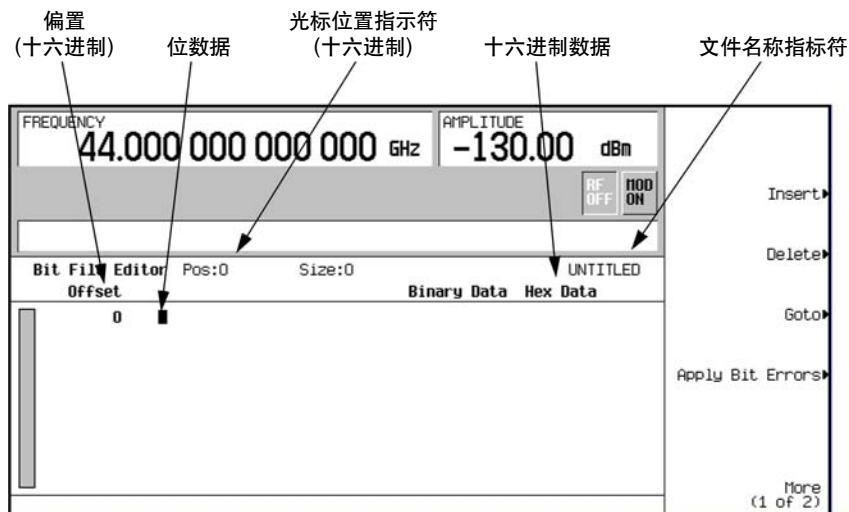 偏置
(十六进制)
位数据
光标位置指示符
(十六进制)
十六进制数据
文件名称指标符
FREQUENCY
44.000 000 000 000 GHz
AMPLITUDE
-130.00 dBm
RF
OFF
MOD
ON
Insert
Delete
Goto
Apply Bit Errors
More
(1 of 2)
Bit File Editor Pos:0 Size:0 UNTITLED
Offset Binary Data Hex Data
0